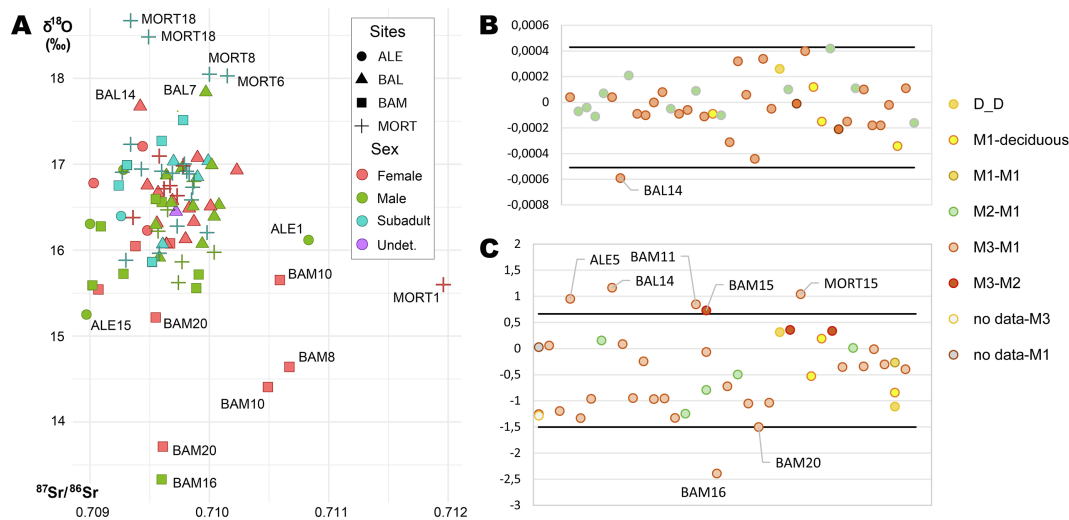 A
δ18O
(‰)
18
17
16
15
14
87Sr/86Sr
0.709
0.710
0.711
0.712
MORT18
MORT18
MORT8
MORT6
BAL7
BAL14
ALE1
BAM10
MORT1
ALE15
BAM20
BAM8
BAM10
BAM20
BAM16
Sites
ALE
BAL
BAM
MORT
Sex
Female
Male
Subadult
Undet.
B
0,0006
0,0004
0,0002
0
-0,0002
-0,0004
-0,0006
-0,0008
BAL14
C
2
1,5
1
0,5
0
-0,5
-1
-1,5
-2
-2,5
-3
ALE5
BAM11
BAL14
BAM15
MORT15
BAM20
BAM16
D_D
M1-deciduous
M1-M1
M2-M1
M3-M1
M3-M2
no data-M3
no data-M1